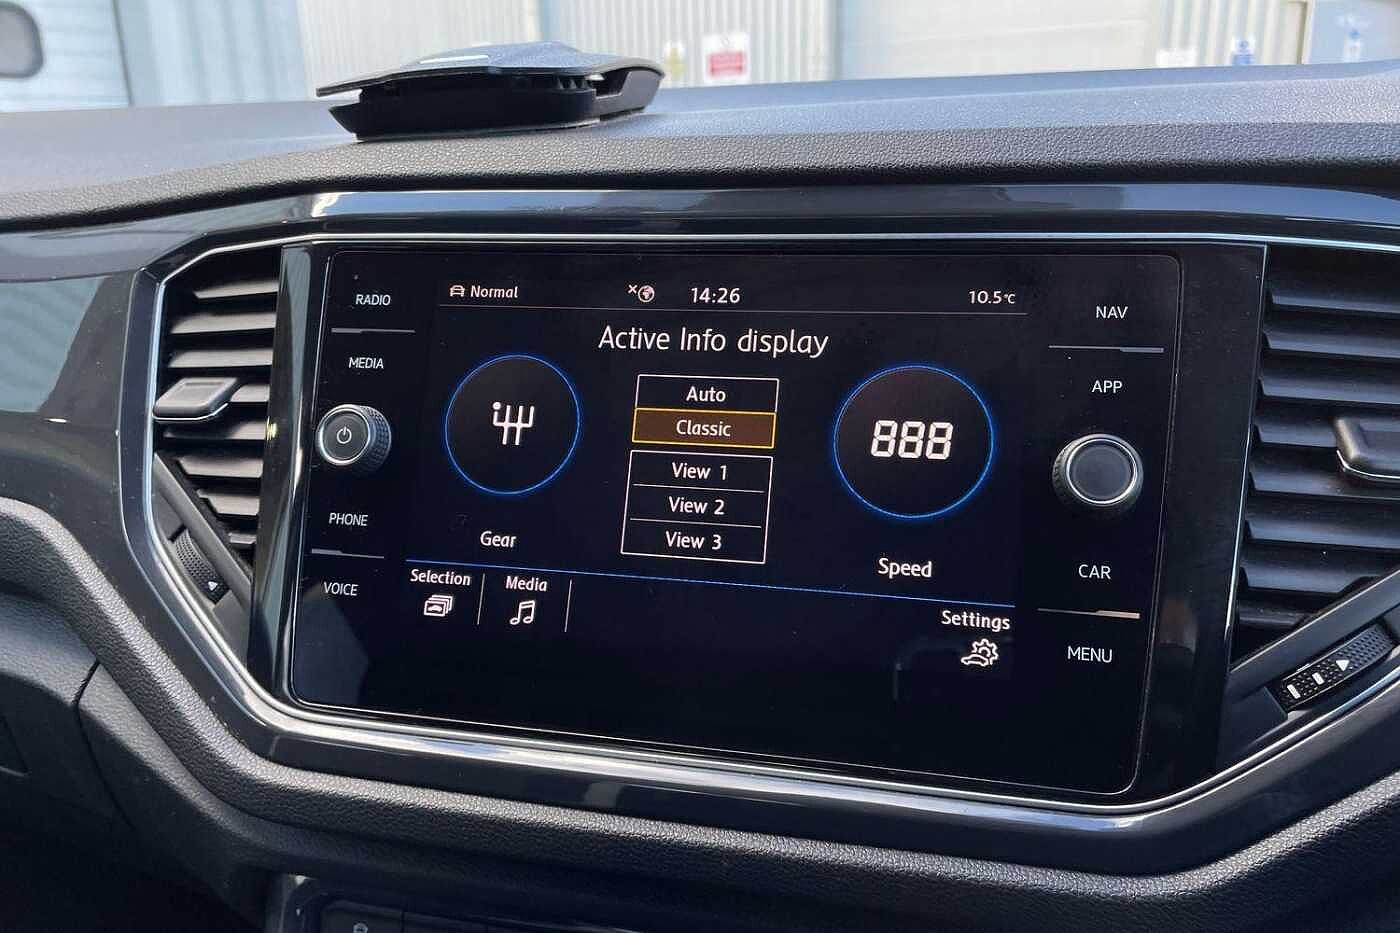 RADIO
MEDIA
PHONE
VOICE
Normal
14:26
10.5°C
Active Info display
Auto
Classic
View 1
View 2
View 3
888
Gear
Speed
Selection
Media
Settings
NAV
APP
CAR
MENU